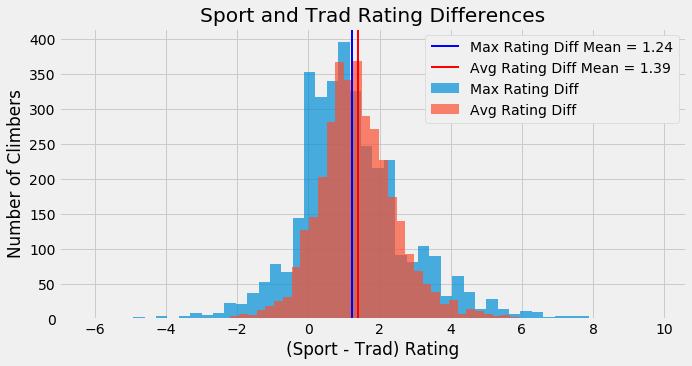 Sport and Trad Rating Differences
Max Rating Diff Mean = 1.24
Avg Rating Diff Mean = 1.39
Max Rating Diff
Avg Rating Diff
Number of Climbers
400
350
300
250
200
150
100
50
0
−6 −4 −2 0 2 4 6 8 10
(Sport - Trad) Rating